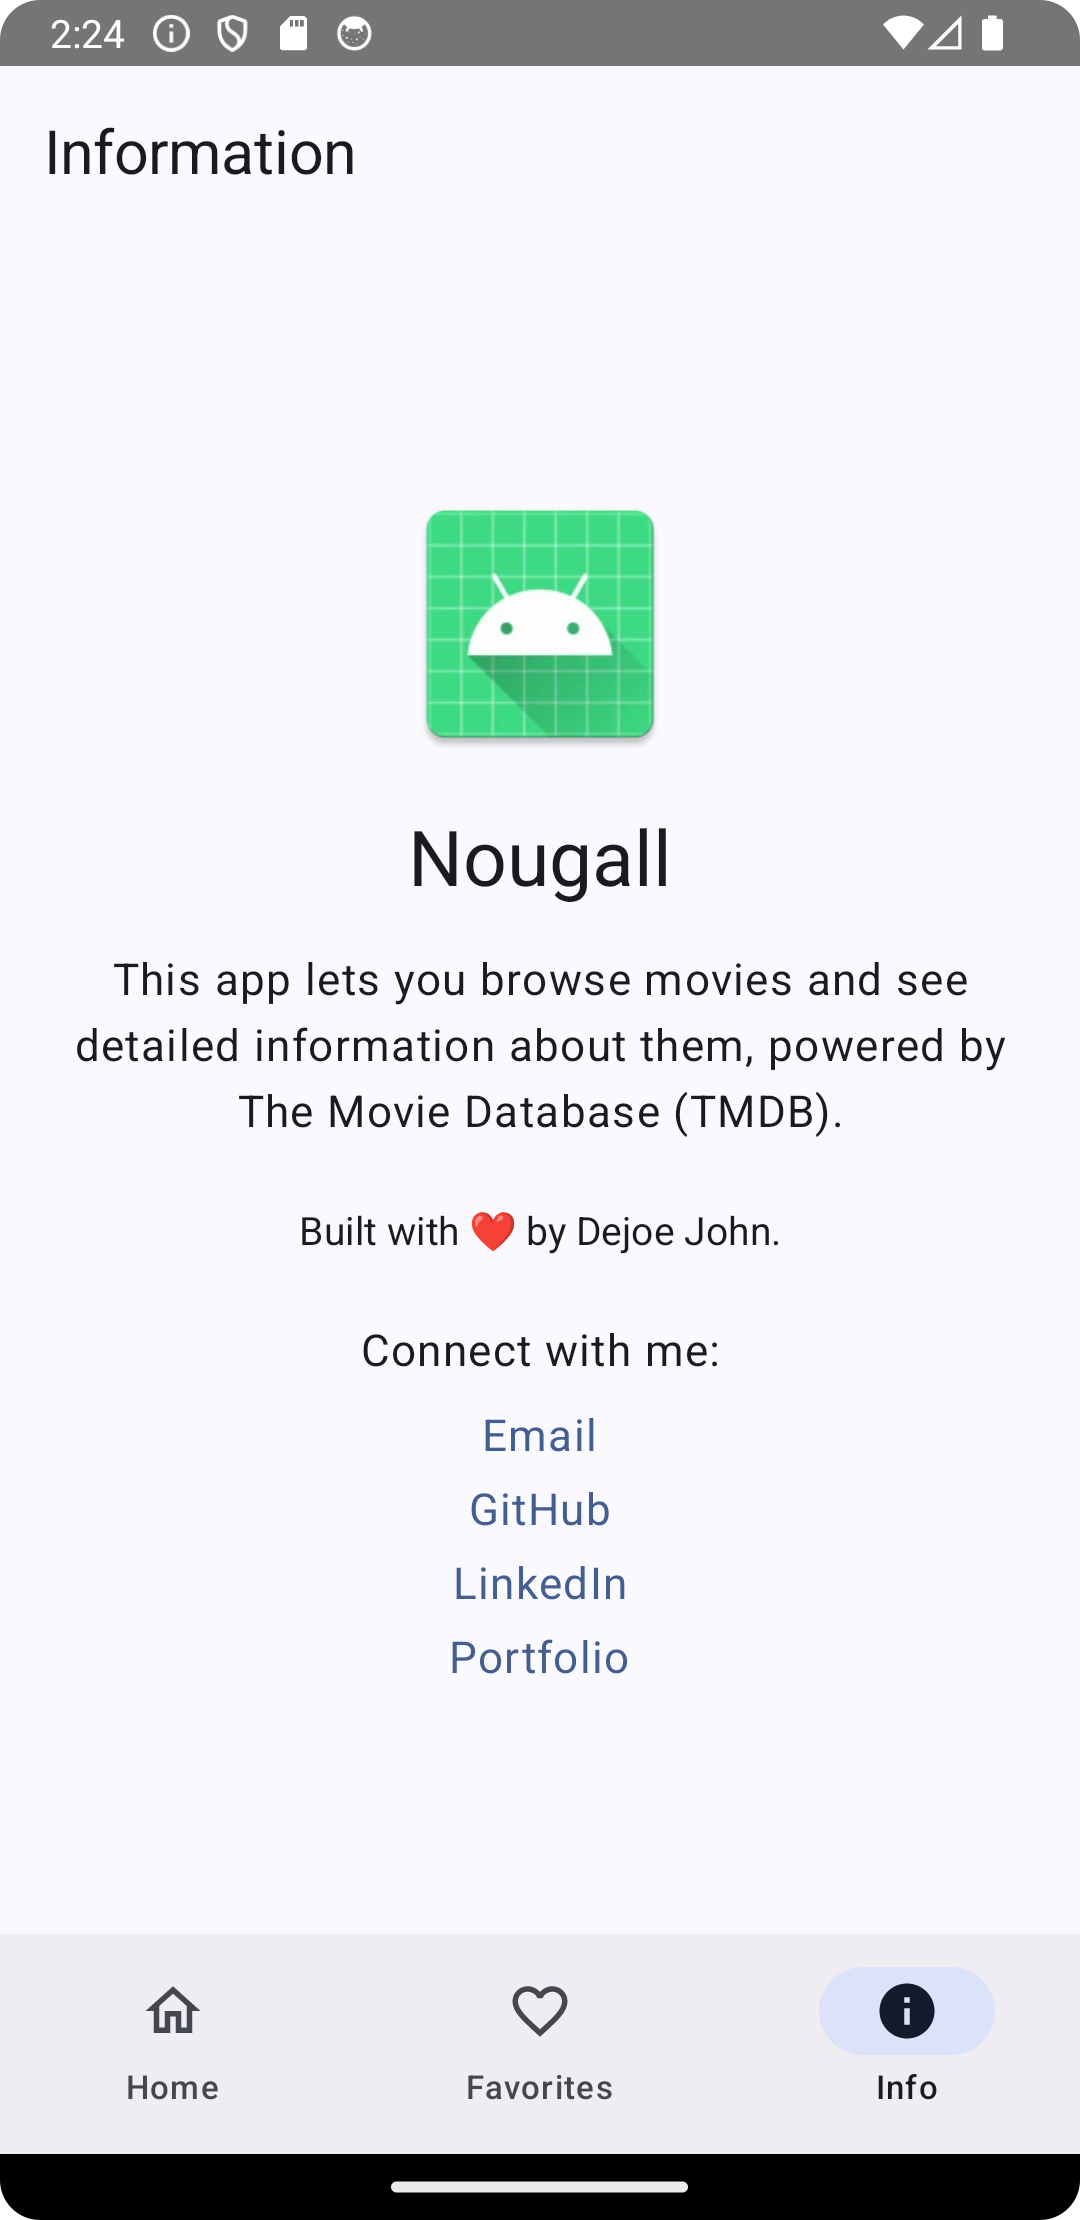 2:24
Information
Nougall
This app lets you browse movies and see
detailed information about them, powered by
The Movie Database (TMDB).
Built with ❤️ by Dejoe John.
Connect with me:
Email
GitHub
LinkedIn
Portfolio
Home
Favorites
Info